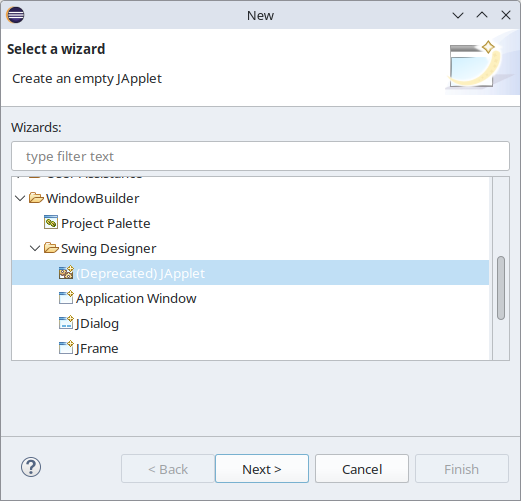 New
Select a wizard
Create an empty JApplet
Wizards:
type filter text
WindowBuilder
Project Palette
Swing Designer
(Deprecated) JApplet
Application Window
JDialog
JFrame
?
< Back
Next >
Cancel
Finish